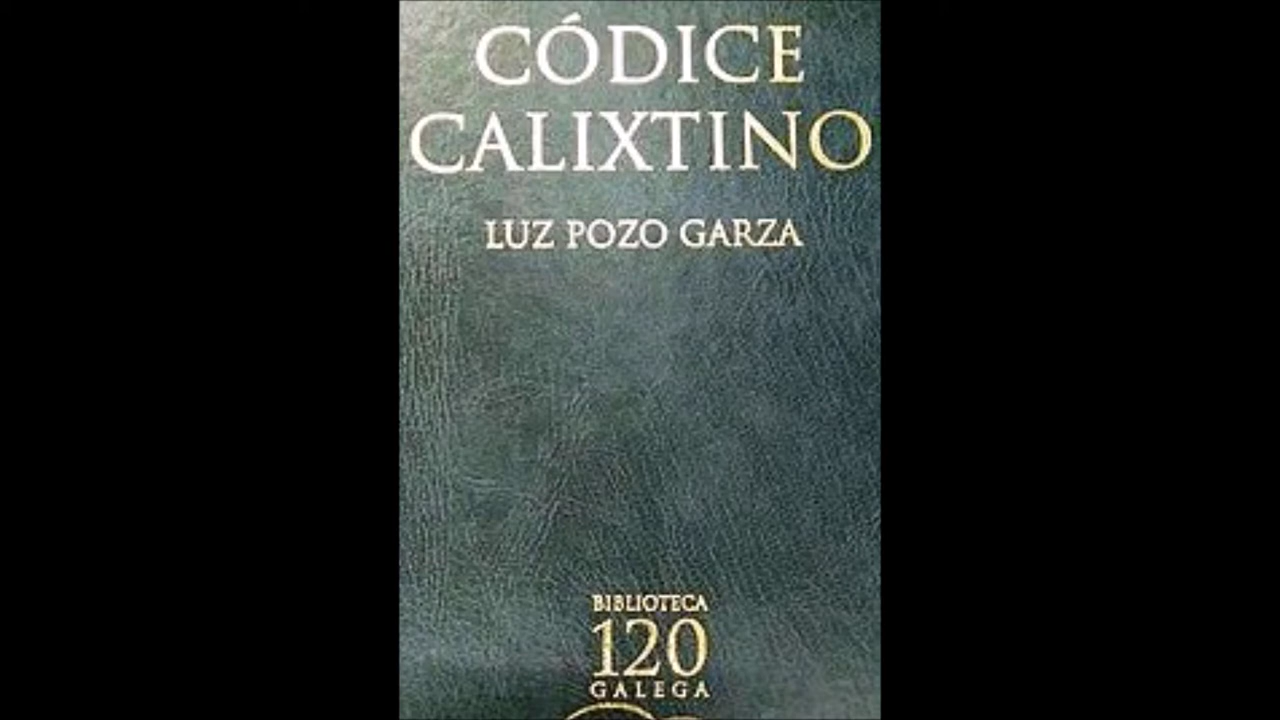 CÓDICE
CALIXTINO
LUZ POZO GARZA
BIBLIOTECA
120
GALEGA